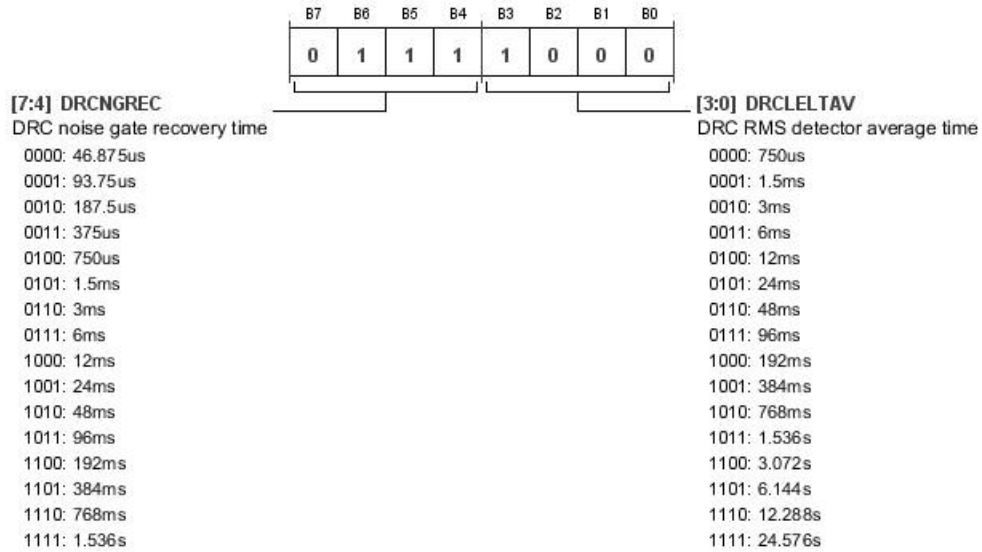 B7 B6 B5 B4 B3 B2 B1 B0
0 1 1 1 1 0 0 0
[7:4] DRCNGREC
DRC noise gate recovery time
0000: 46.875us
0001: 93.75us
0010: 187.5us
0011: 375us
0100: 750us
0101: 1.5ms
0110: 3ms
0111: 6ms
1000: 12ms
1001: 24ms
1010: 48ms
1011: 96ms
1100: 192ms
1101: 384ms
1110: 768ms
1111: 1.536s
[3:0] DRCLELTAV
DRC RMS detector average time
0000: 750us
0001: 1.5ms
0010: 3ms
0011: 6ms
0100: 12ms
0101: 24ms
0110: 48ms
0111: 96ms
1000: 192ms
1001: 384ms
1010: 768ms
1011: 1.536s
1100: 3.072s
1101: 6.144s
1110: 12.288s
1111: 24.576s